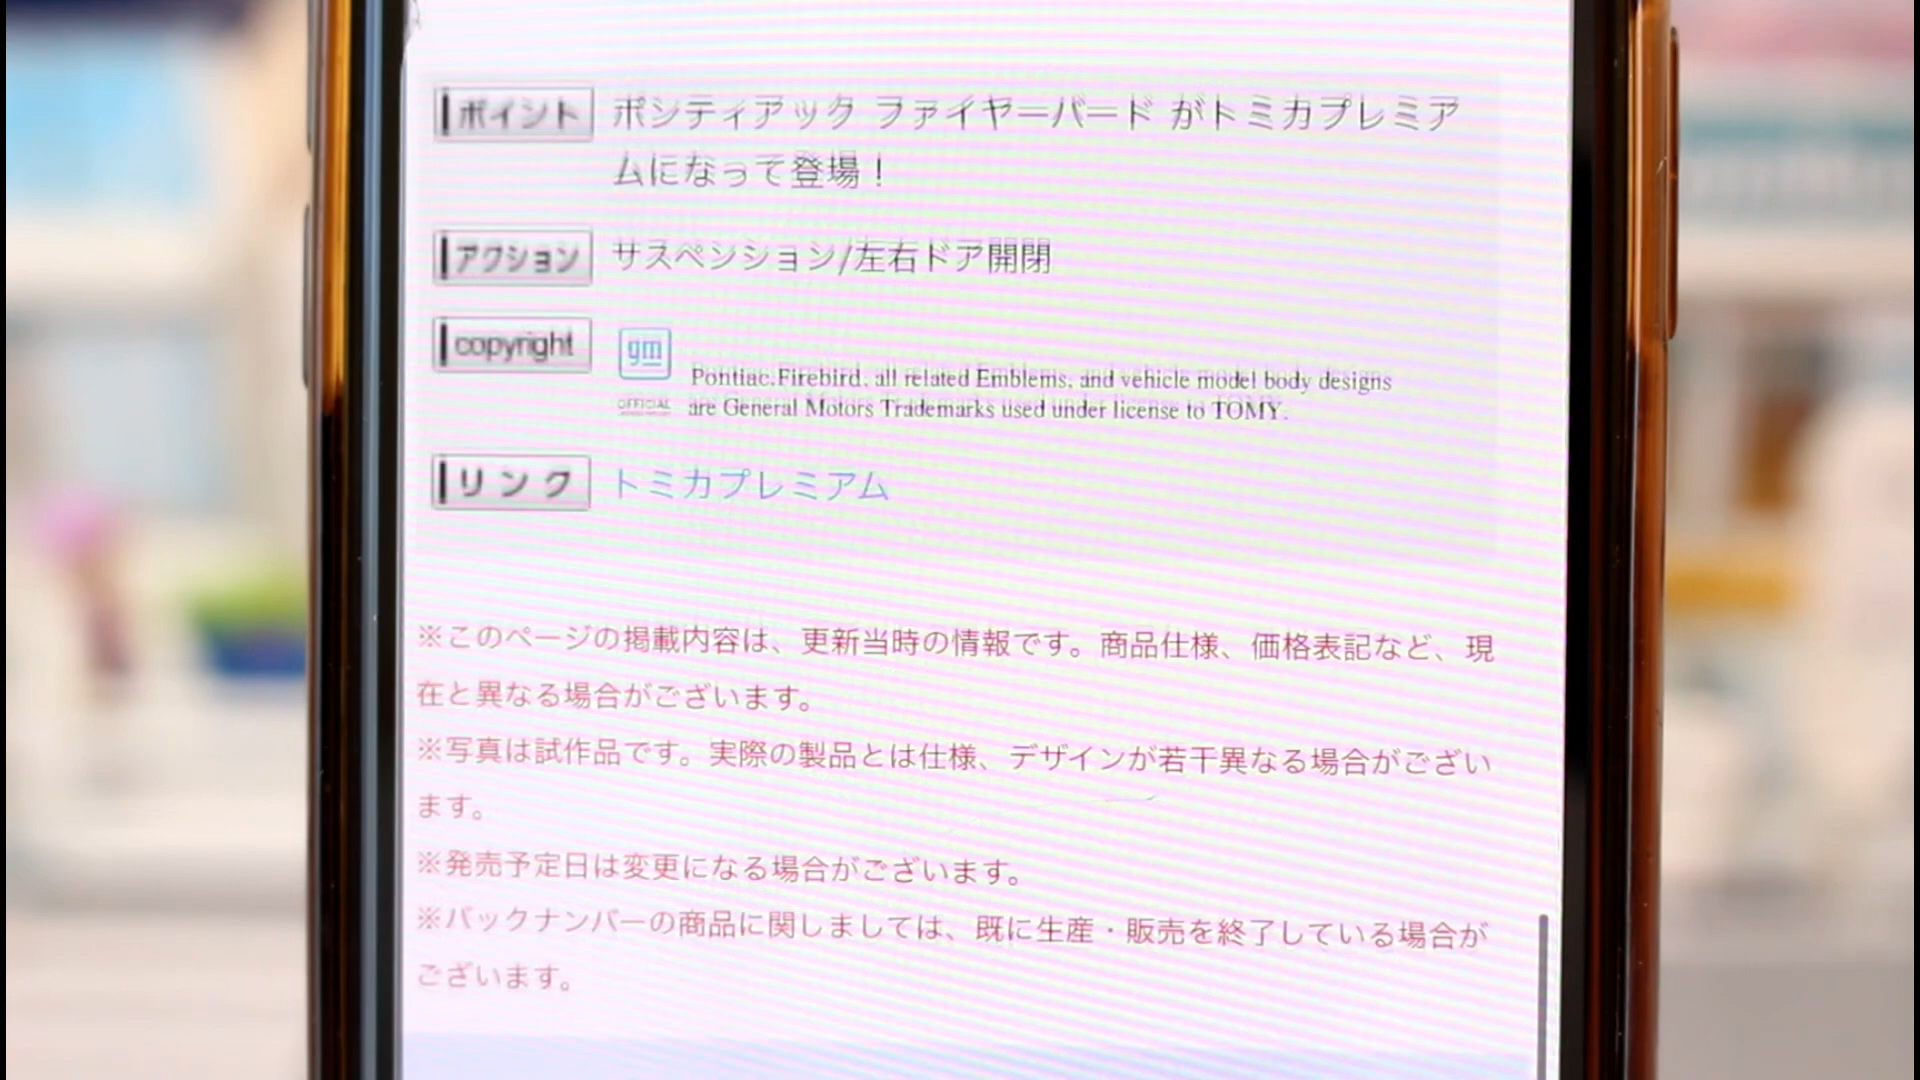 ポイント ポンティアック ファイヤーバード がトミカプレミア
ムになって登場！
アクション サスペンション/左右ドア開閉
copyright gm
Pontiac,Firebird, all related Emblems, and vehicle model body designs
OFFICIAL are General Motors Trademarks used under license to TOMY.
リンク トミカプレミアム
※このページの掲載内容は、更新当時の情報です。商品仕様、価格表記など、現
在と異なる場合がございます。
※写真は試作品です。実際の製品とは仕様、デザインが若干異なる場合がござい
ます。
※発売予定日は変更になる場合がございます。
※バックナンバーの商品に関しましては、既に生産・販売を終了している場合が
ございます。